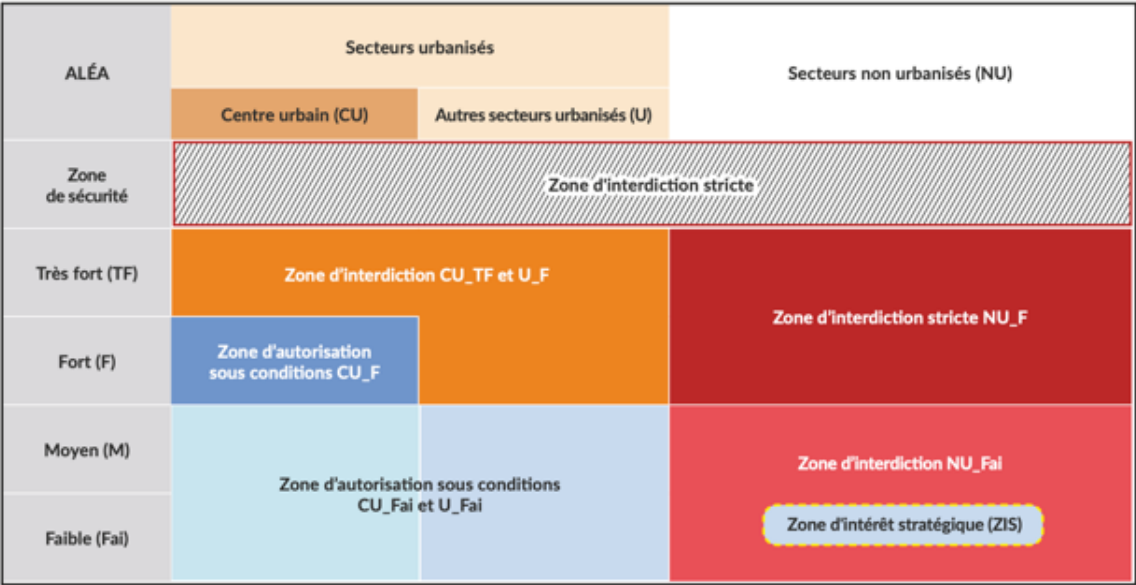 ALÉA
Secteurs urbanisés
Secteurs non urbanisés (NU)
Centre urbain (CU)
Autres secteurs urbanisés (U)
Zone
de sécurité
Zone d'interdiction stricte
Très fort (TF)
Zone d'interdiction CU_TF et U_F
Zone d'interdiction stricte NU_F
Fort (F)
Zone d'autorisation
sous conditions CU_F
Moyen (M)
Zone d'autorisation sous conditions
CU_Fai et U_Fai
Zone d'interdiction NU_Fai
Faible (Fai)
Zone d'intérêt stratégique (ZIS)